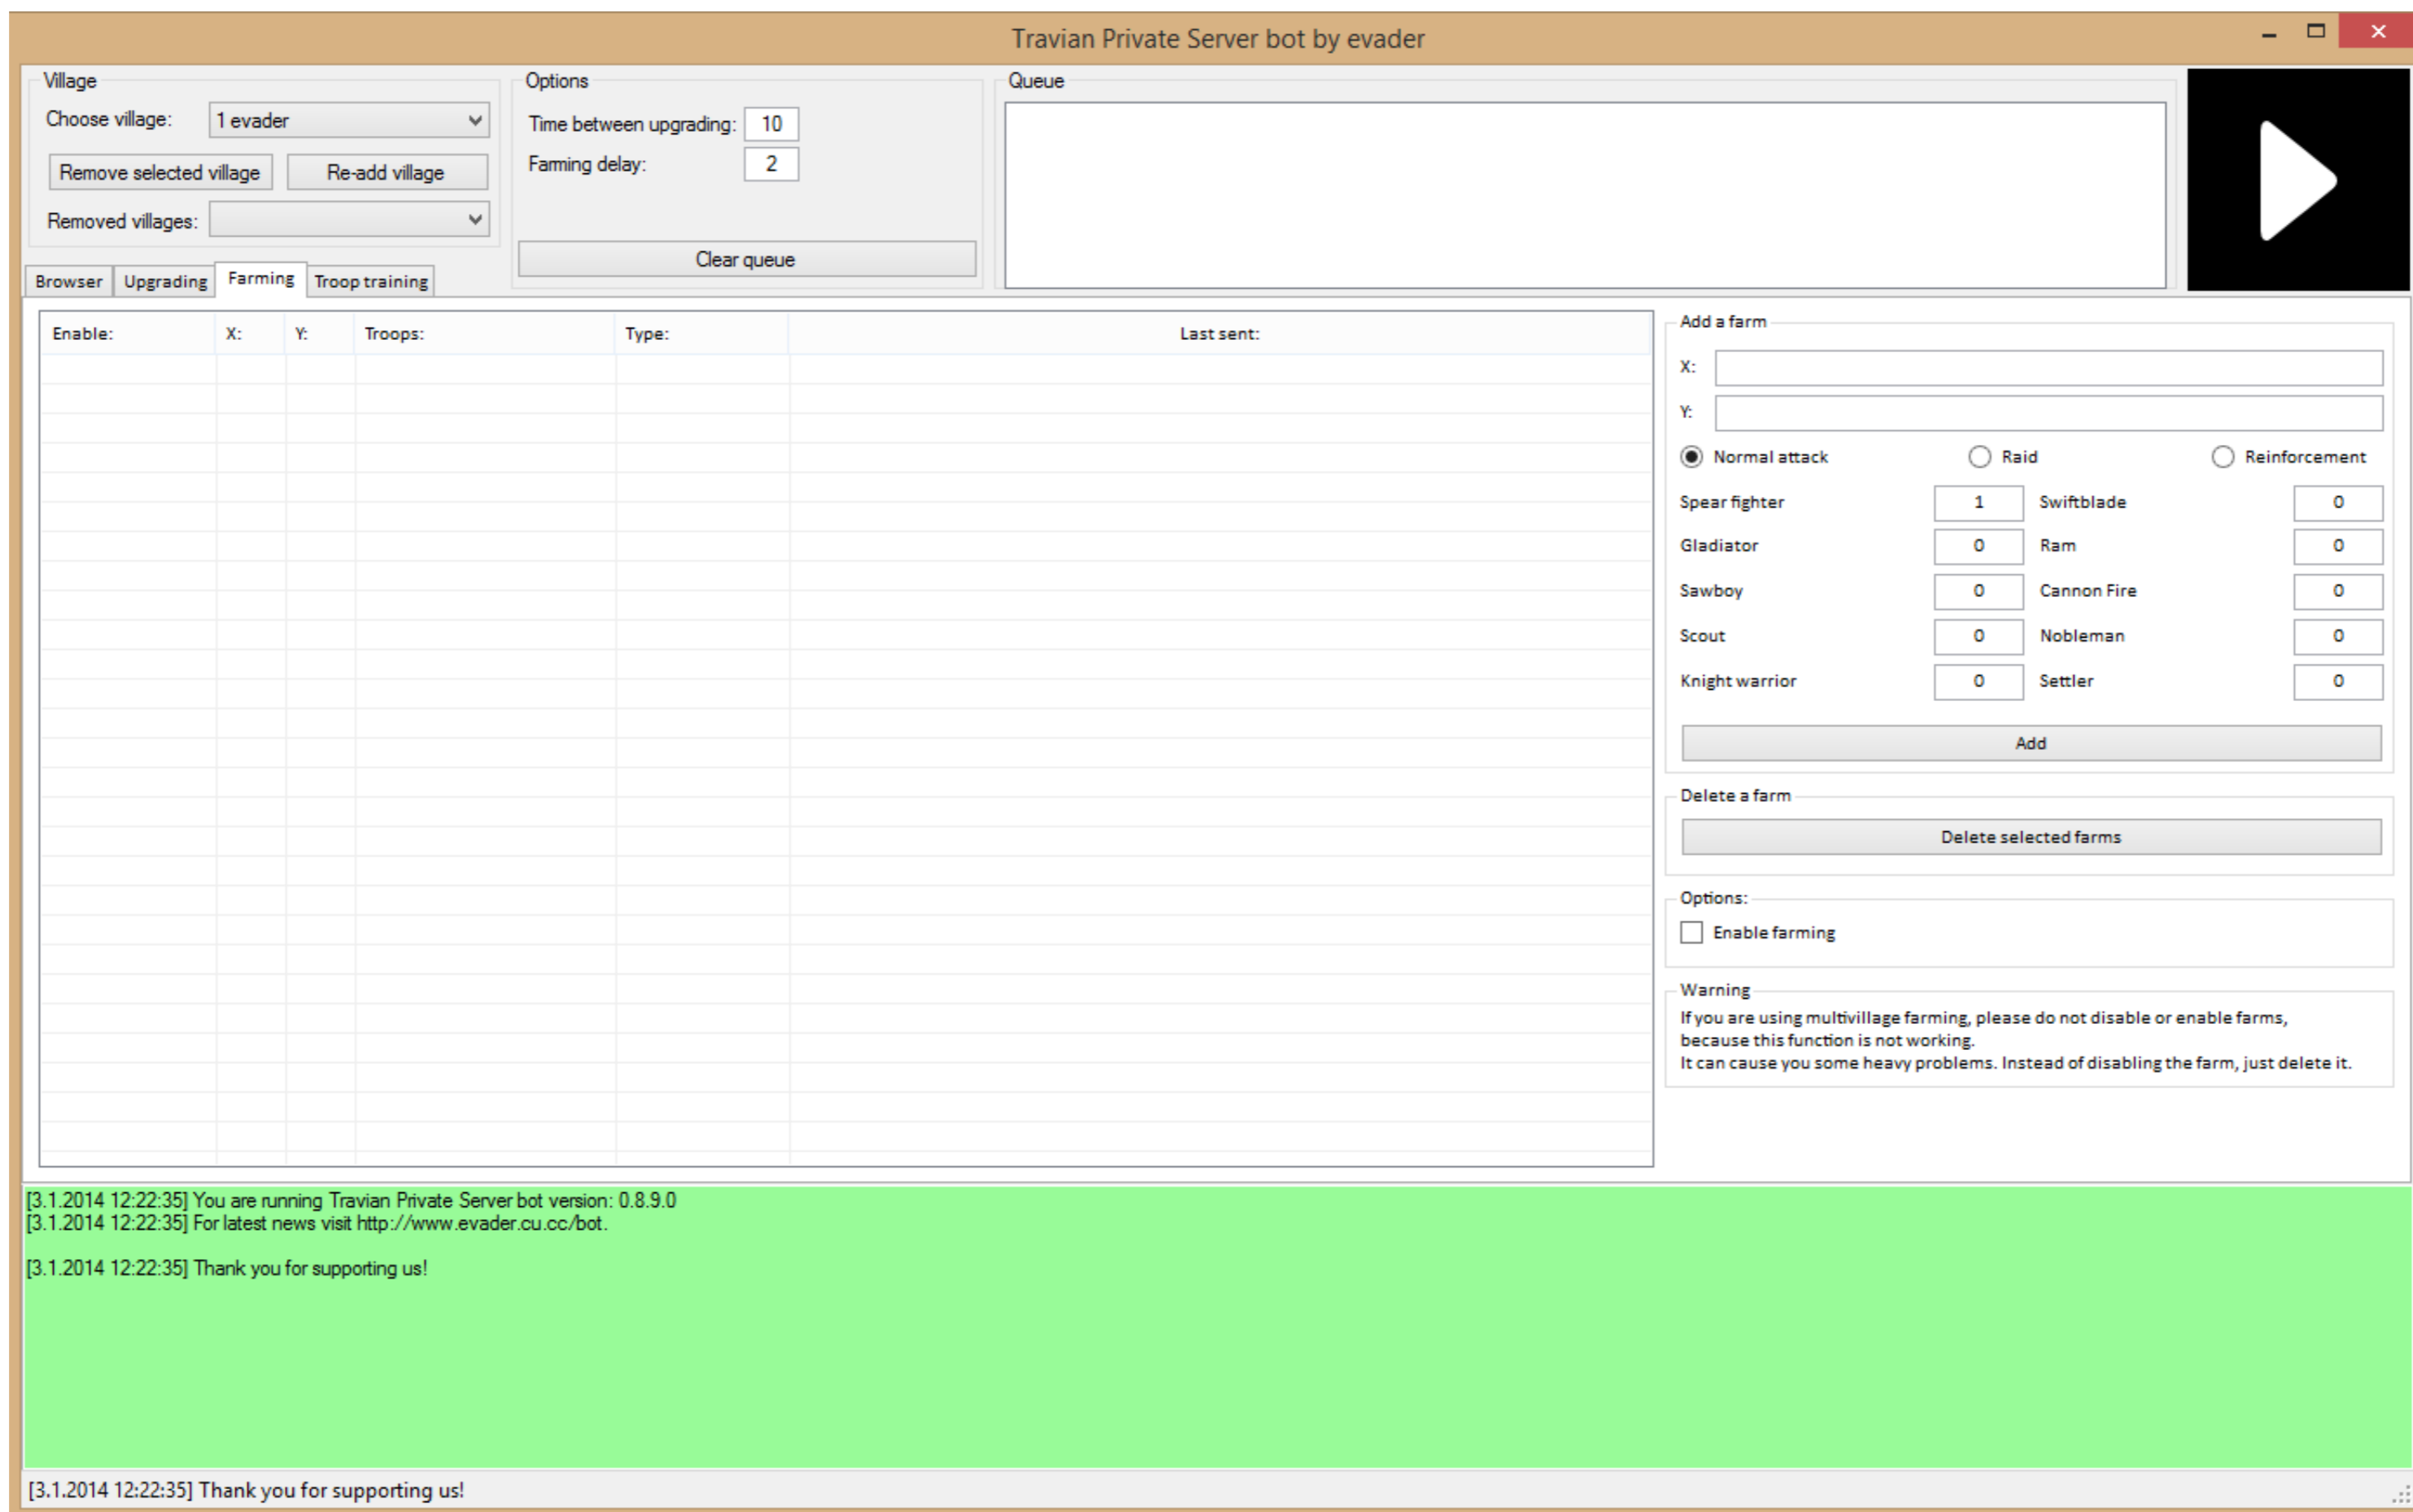 Travian Private Server bot by evader
Village
Choose village: 1 evader
Remove selected village Re-add village
Removed villages:
Options
Time between upgrading: 10
Farming delay: 2
Clear queue
Queue
Browser Upgrading Farming Troop training
Enable: X: Y: Troops: Type: Last sent:
Add a farm
X:
Y:
Normal attack Raid Reinforcement
Spear fighter 1 Swiftblade 0
Gladiator 0 Ram 0
Sawboy 0 Cannon Fire 0
Scout 0 Nobleman 0
Knight warrior 0 Settler 0
Add
Delete a farm
Delete selected farms
Options:
Enable farming
Warning
If you are using multivillage farming, please do not disable or enable farms,
because this function is not working.
It can cause you some heavy problems. Instead of disabling the farm, just delete it.
[3.1.2014 12:22:35] You are running Travian Private Server bot version: 0.8.9.0
[3.1.2014 12:22:35] For latest news visit http://www.evader.cu.cc/bot.
[3.1.2014 12:22:35] Thank you for supporting us!
[3.1.2014 12:22:35] Thank you for supporting us!